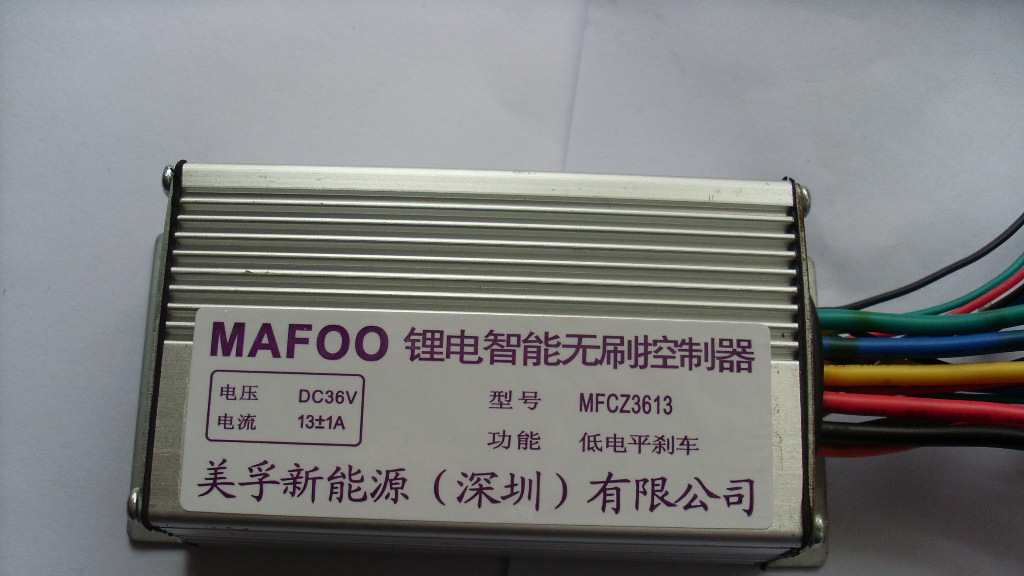 MAFOO 锂电智能无刷控制器
电压 DC36V
电流 13±1A
型号 MFCZ3613
功能 低电平刹车
美孚新能源（深圳）有限公司